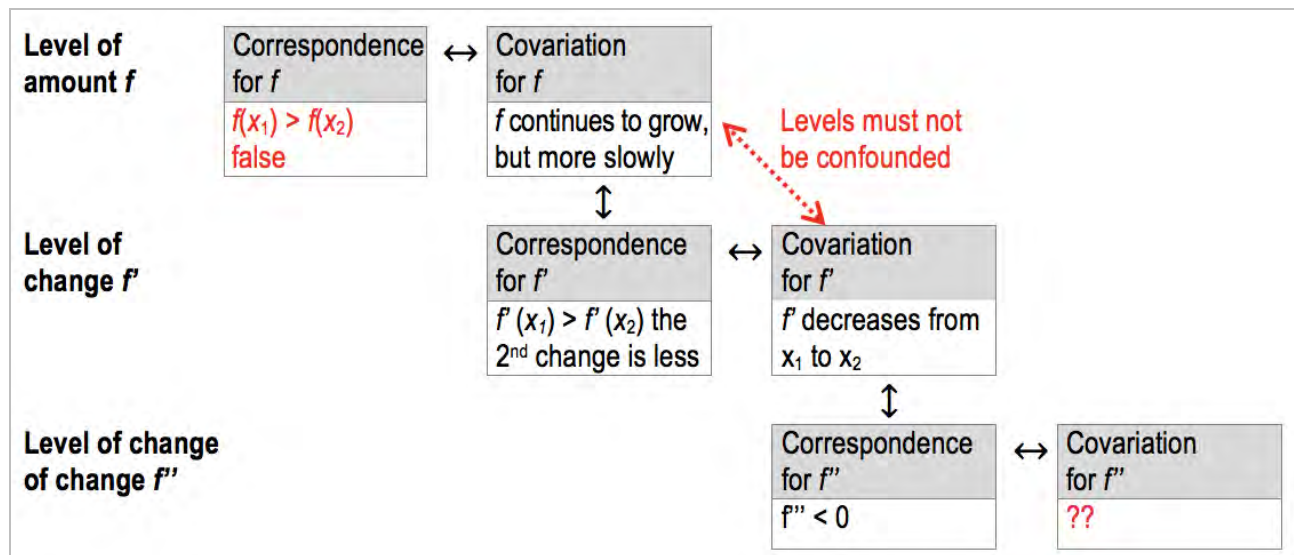 Level of
amount f
Correspondence
for f
f(x₁) > f(x₂)
false
↔
Covariation
for f
f continues to grow,
but more slowly
Levels must not
be confounded
↕
Level of
change f'
Correspondence
for f'
f' (x₁) > f' (x₂) the
2nd change is less
↔
Covariation
for f'
f' decreases from
x₁ to x₂
↕
Level of change
of change f''
Correspondence
for f''
f'' < 0
↔
Covariation
for f''
??